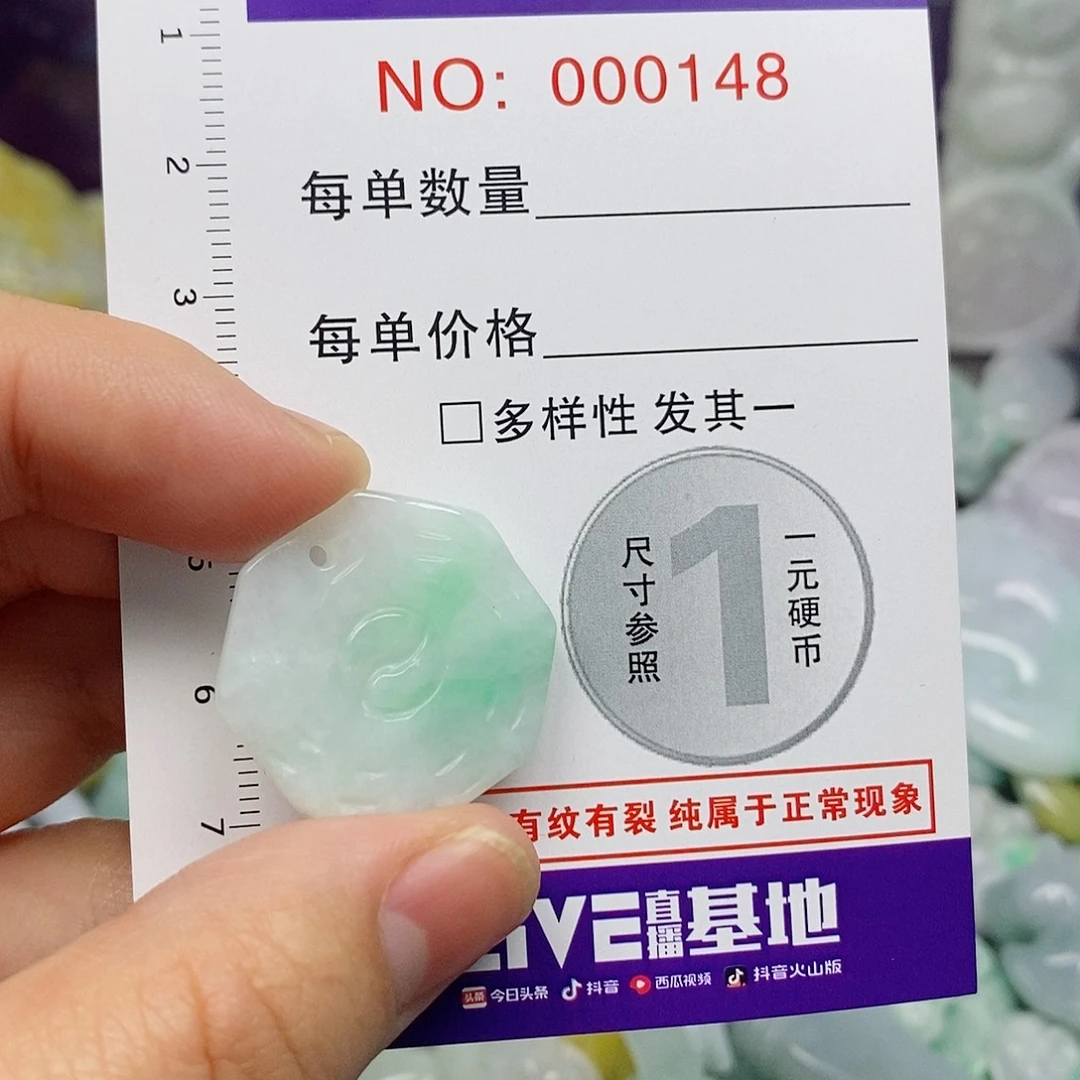 1
2
3
5
6
7
NO: 000148
每单数量
每单价格
□多样性 发其一
尺寸参照
1
一元硬币
有纹有裂 纯属于正常现象
LIVE直播基地
头条 今日头条 抖音 西瓜视频 抖音火山版